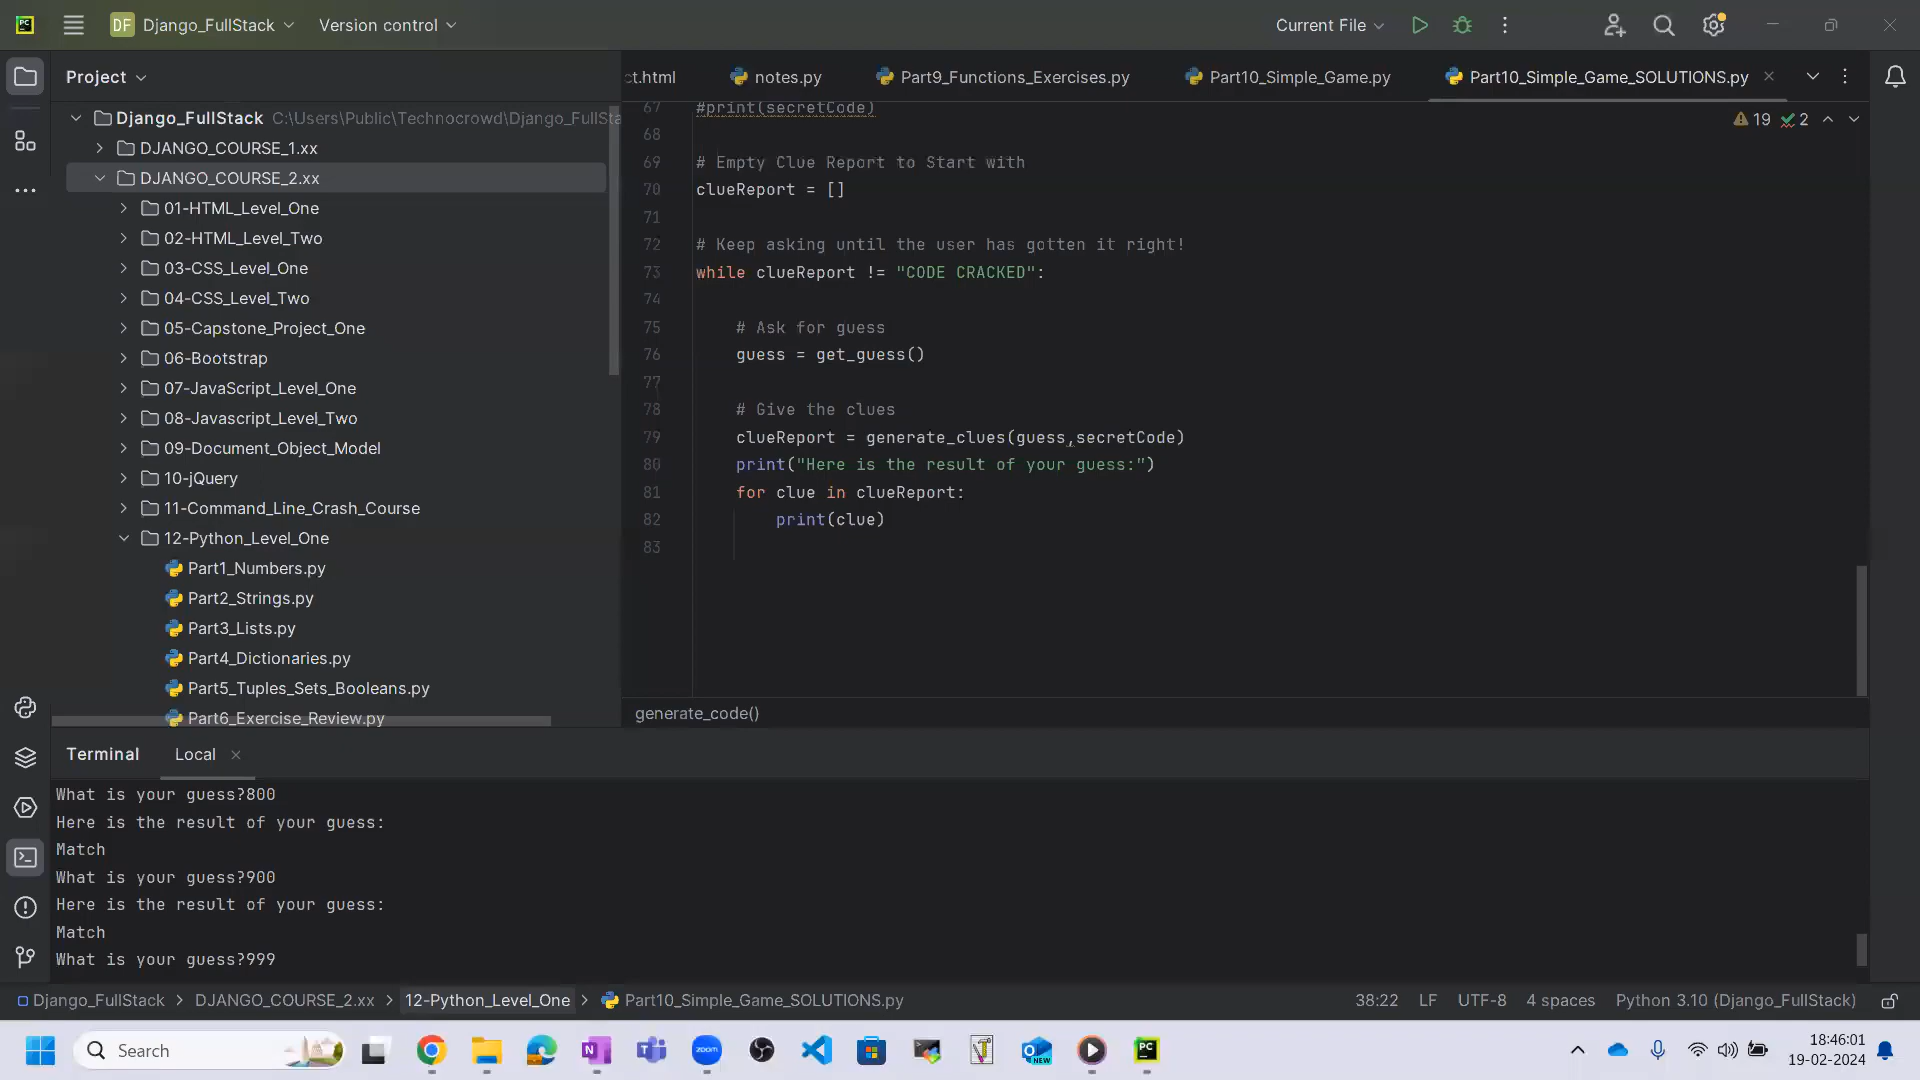 DF Django_FullStack Version control Current File
Project
ct.html notes.py Part9_Functions_Exercises.py Part10_Simple_Game.py Part10_Simple_Game_SOLUTIONS.py
Django_FullStack C:\Users\Public\Technocrowd\Django_FullSta
DJANGO_COURSE_1.xx
DJANGO_COURSE_2.xx
01-HTML_Level_One
02-HTML_Level_Two
03-CSS_Level_One
04-CSS_Level_Two
05-Capstone_Project_One
06-Bootstrap
07-JavaScript_Level_One
08-Javascript_Level_Two
09-Document_Object_Model
10-jQuery
11-Command_Line_Crash_Course
12-Python_Level_One
Part1_Numbers.py
Part2_Strings.py
Part3_Lists.py
Part4_Dictionaries.py
Part5_Tuples_Sets_Booleans.py
Part6_Exercise_Review.py
19 2
67 #print(secretCode)
68
69 # Empty Clue Report to Start with
70 clueReport = []
71
72 # Keep asking until the user has gotten it right!
73 while clueReport != "CODE CRACKED":
74
75 # Ask for guess
76 guess = get_guess()
77
78 # Give the clues
79 clueReport = generate_clues(guess,secretCode)
80 print("Here is the result of your guess:")
81 for clue in clueReport:
82 print(clue)
83
generate_code()
Terminal Local
What is your guess?800
Here is the result of your guess:
Match
What is your guess?900
Here is the result of your guess:
Match
What is your guess?999
Django_FullStack > DJANGO_COURSE_2.xx > 12-Python_Level_One > Part10_Simple_Game_SOLUTIONS.py 38:22 LF UTF-8 4 spaces Python 3.10 (Django_FullStack)
Search
zoom
NEW
PC
18:46:01
19-02-2024